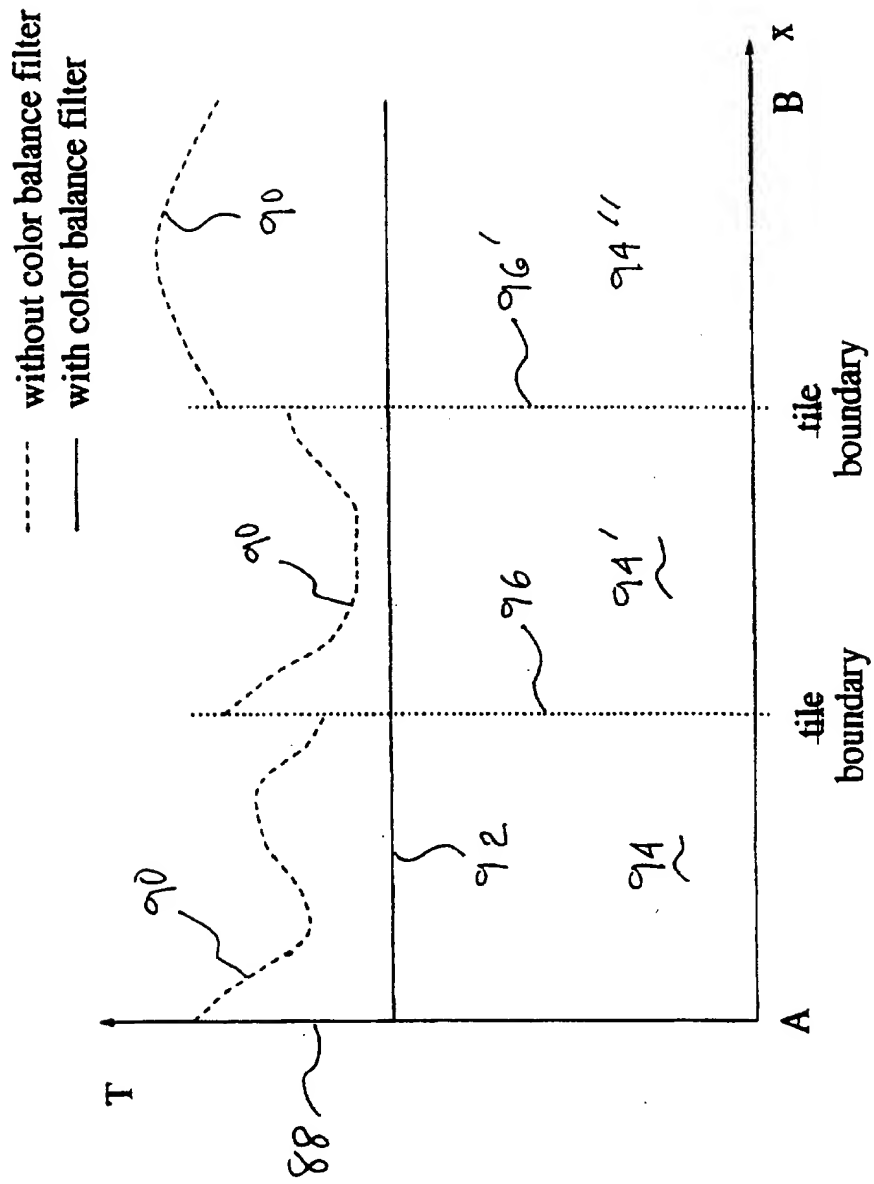 without color balance filter
with color balance filter
T
88
90
90
90
92
96
96′
94
94′
94″
A
tile
boundary
tile
boundary
B
x